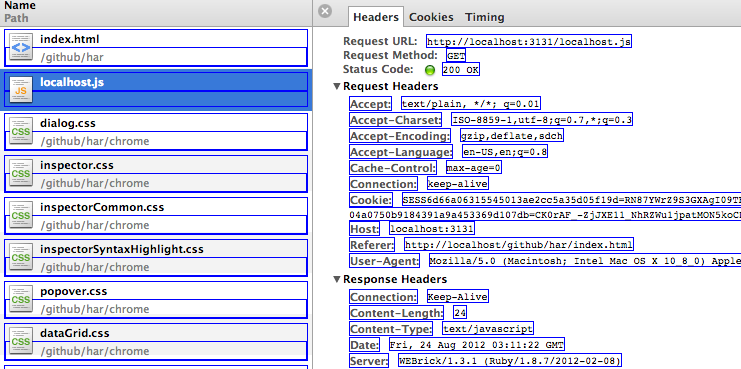 Name
Path
index.html
/github/har
localhost.js
dialog.css
/github/har/chrome
inspector.css
/github/har/chrome
inspectorCommon.css
/github/har/chrome
inspectorSyntaxHighlight.css
/github/har/chrome
popover.css
/github/har/chrome
dataGrid.css
/github/har/chrome
Headers Cookies Timing
Request URL: http://localhost:3131/localhost.js
Request Method: GET
Status Code: 200 OK
Request Headers
Accept: text/plain, */*; q=0.01
Accept-Charset: ISO-8859-1,utf-8;q=0.7,*;q=0.3
Accept-Encoding: gzip,deflate,sdch
Accept-Language: en-US,en;q=0.8
Cache-Control: max-age=0
Connection: keep-alive
Cookie:
Host: localhost:3131
Referer: http://localhost/github/har/index.html
User-Agent: Mozilla/5.0 (Macintosh; Intel Mac OS X 10_8_0) Apple
Response Headers
Connection: Keep-Alive
Content-Length: 24
Content-Type: text/javascript
Date: Fri, 24 Aug 2012 03:11:22 GMT
Server: WEBrick/1.3.1 (Ruby/1.8.7/2012-02-08)